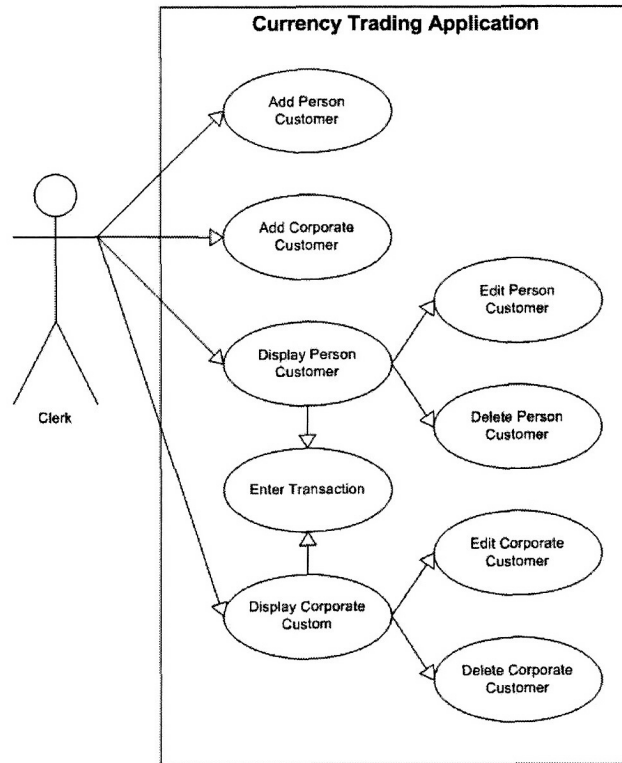 Currency Trading Application
Add Person
Customer
Add Corporate
Customer
Edit Person
Customer
Display Person
Customer
Delete Person
Customer
Clerk
Enter Transaction
Edit Corporate
Customer
Display Corporate
Custom
Delete Corporate
Customer